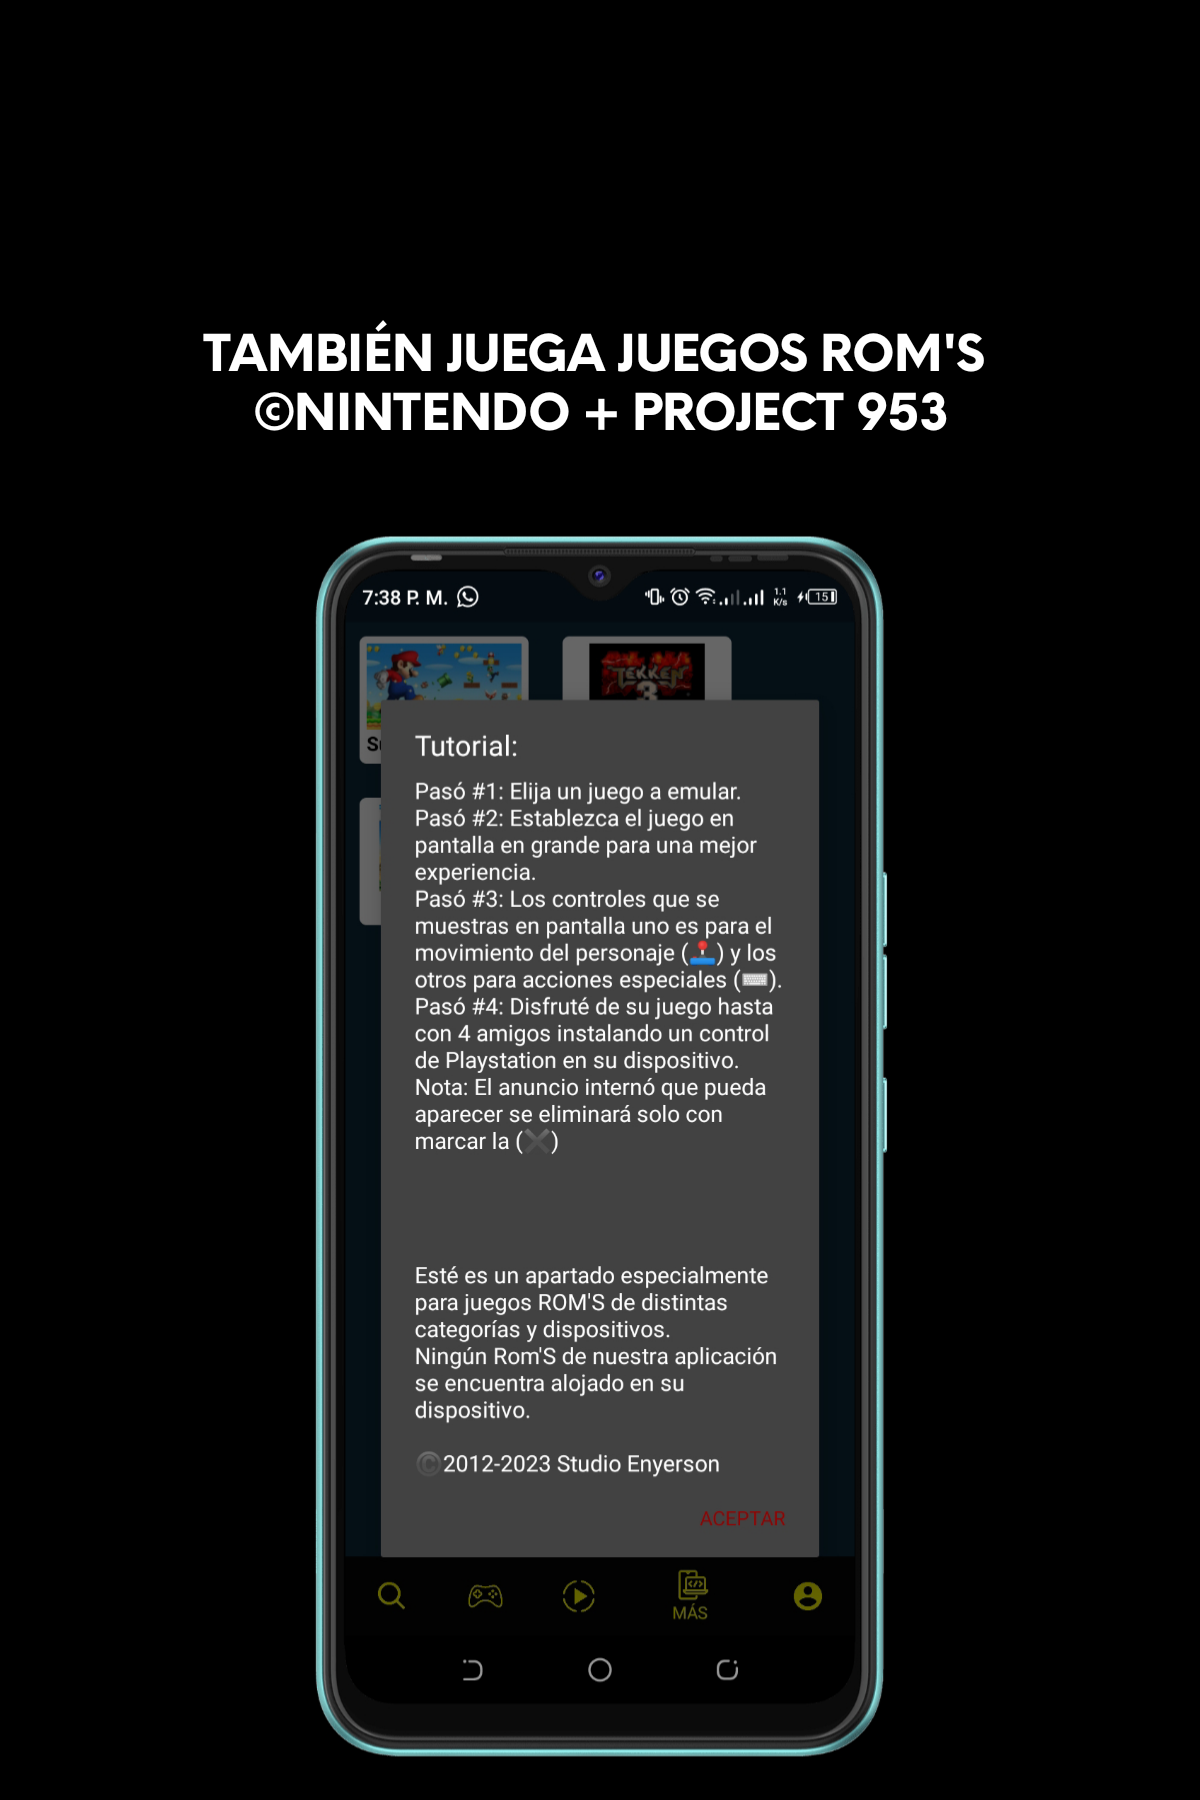 TAMBIÉN JUEGA JUEGOS ROM'S
©NINTENDO + PROJECT 953
7:38 P. M.
1.1
K/s
15
TEKKEN
3
Tutorial:
Pasó #1: Elija un juego a emular.
Pasó #2: Establezca el juego en
pantalla en grande para una mejor
experiencia.
Pasó #3: Los controles que se
muestras en pantalla uno es para el
movimiento del personaje (🕹️) y los
otros para acciones especiales (⌨️).
Pasó #4: Disfruté de su juego hasta
con 4 amigos instalando un control
de Playstation en su dispositivo.
Nota: El anuncio internó que pueda
aparecer se eliminará solo con
marcar la (✖️)
Esté es un apartado especialmente
para juegos ROM'S de distintas
categorías y dispositivos.
Ningún Rom'S de nuestra aplicación
se encuentra alojado en su
dispositivo.
©2012-2023 Studio Enyerson
ACEPTAR
MÁS